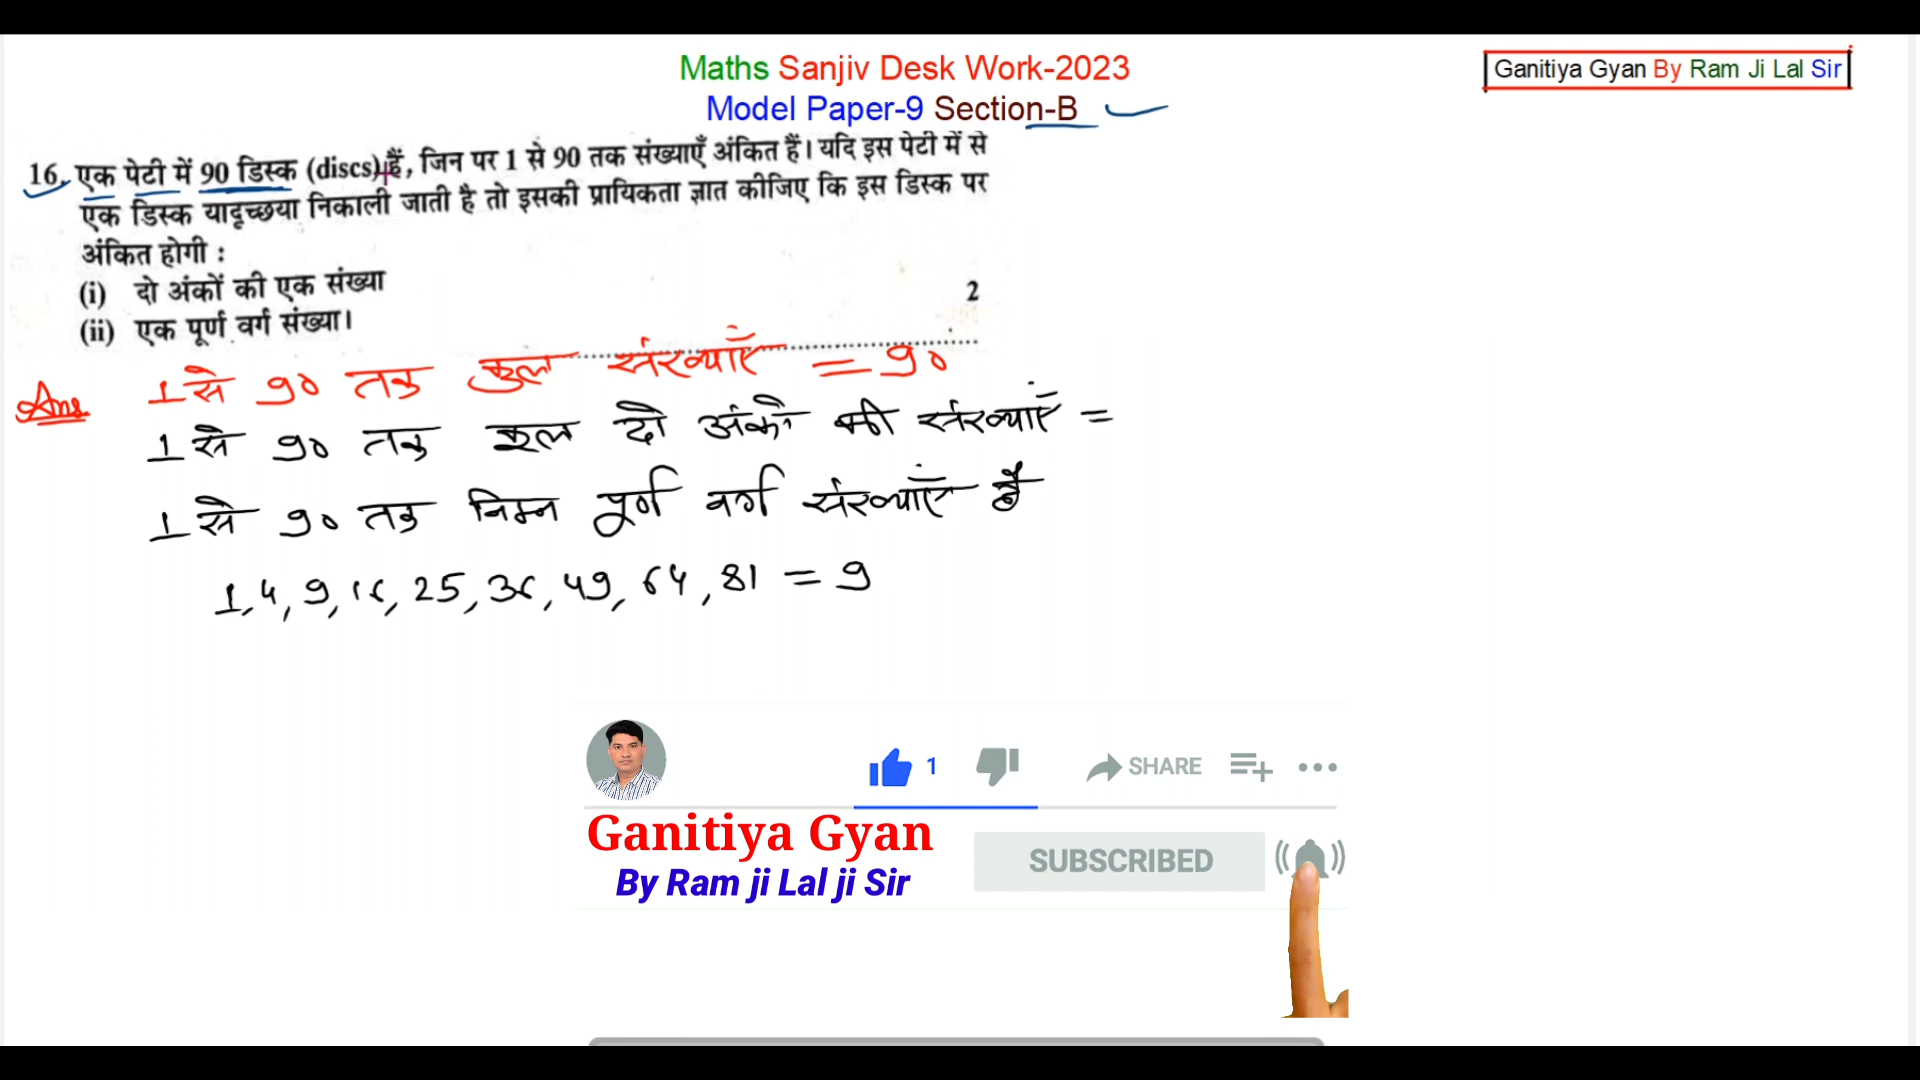 Maths Sanjiv Desk Work-2023
Ganitiya Gyan By Ram Ji Lal Sir
Model Paper-9 Section-B
16. एक पेटी में 90 डिस्क (discs) हैं, जिन पर 1 से 90 तक संख्याएँ अंकित हैं। यदि इस पेटी में से
एक डिस्क यादृच्छया निकाली जाती है तो इसकी प्रायिकता ज्ञात कीजिए कि इस डिस्क पर
अंकित होगी :
(i) दो अंकों की एक संख्या
2
(ii) एक पूर्ण वर्ग संख्या।
Ans 1 से 90 तक कुल संख्याएँ = 90
1 से 90 तक कुल दो अंको की संख्याएँ =
1 से 90 तक निम्न पूर्ण वर्ग संख्याएँ है
1, 4, 9, 16, 25, 36, 49, 64, 81 = 9
1
SHARE
Ganitiya Gyan
SUBSCRIBED
By Ram ji Lal ji Sir